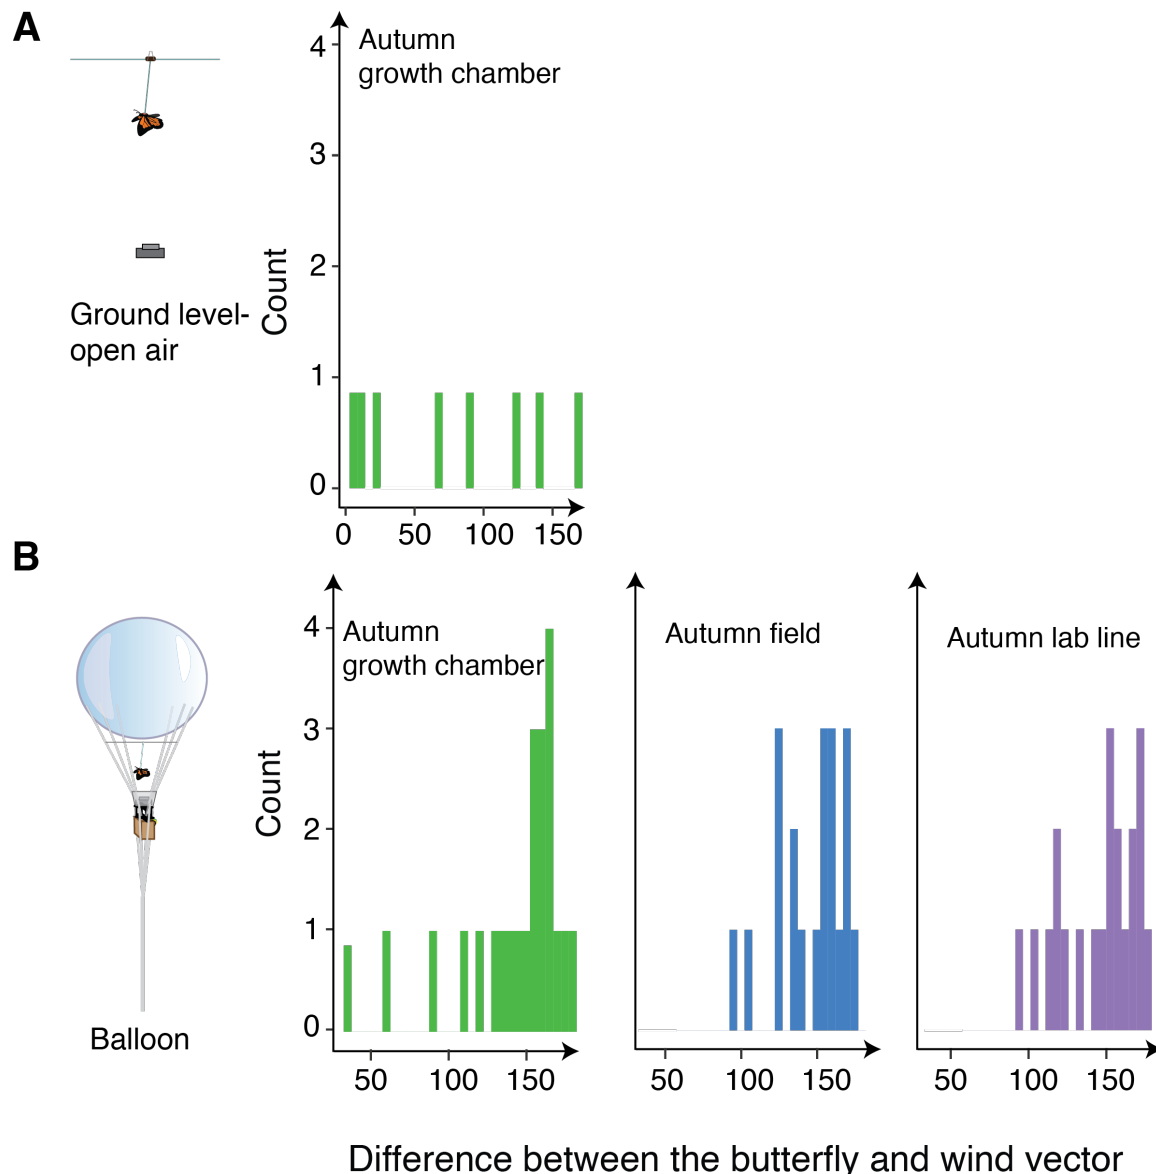 A
Autumn
growth chamber
4
3
2
1
0
Count
0 50 100 150
Ground level-
open air
B
Autumn
growth chamber
Autumn field
Autumn lab line
4
3
2
1
0
Count
50 100 150
50 100 150
50 100 150
Balloon
Difference between the butterfly and wind vector